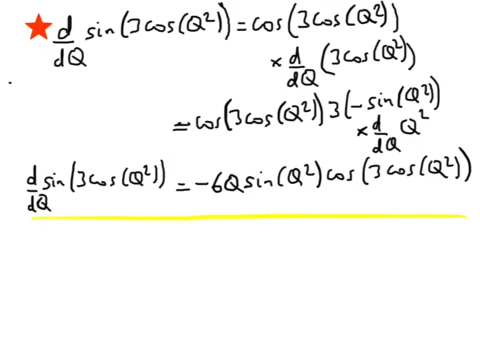 d/dQ sin(3cos(Q²)) = cos(3cos(Q²))
× d/dQ (3cos(Q²))
= cos(3cos(Q²)) 3(-sin(Q²))
× d/dQ Q²
d/dQ sin(3cos(Q²)) = -6Q sin(Q²) cos(3cos(Q²))